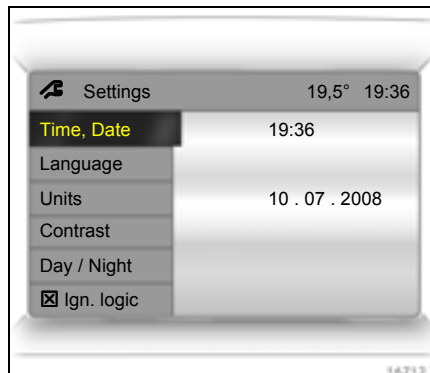 Settings 19,5° 19:36
Time, Date 19:36
Language
Units 10 . 07 . 2008
Contrast
Day / Night
Ign. logic
16712